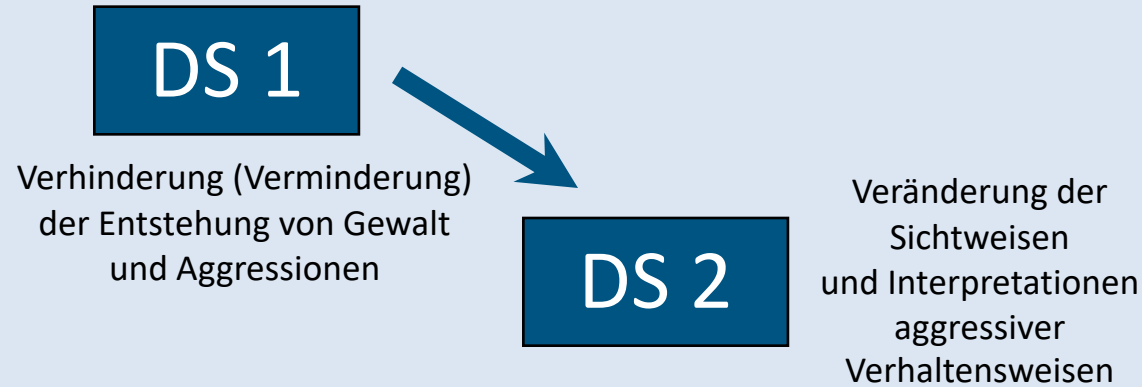 DS 1
Verhinderung (Verminderung)
der Entstehung von Gewalt
und Aggressionen
DS 2
Veränderung der
Sichtweisen
und Interpretationen
aggressiver
Verhaltensweisen